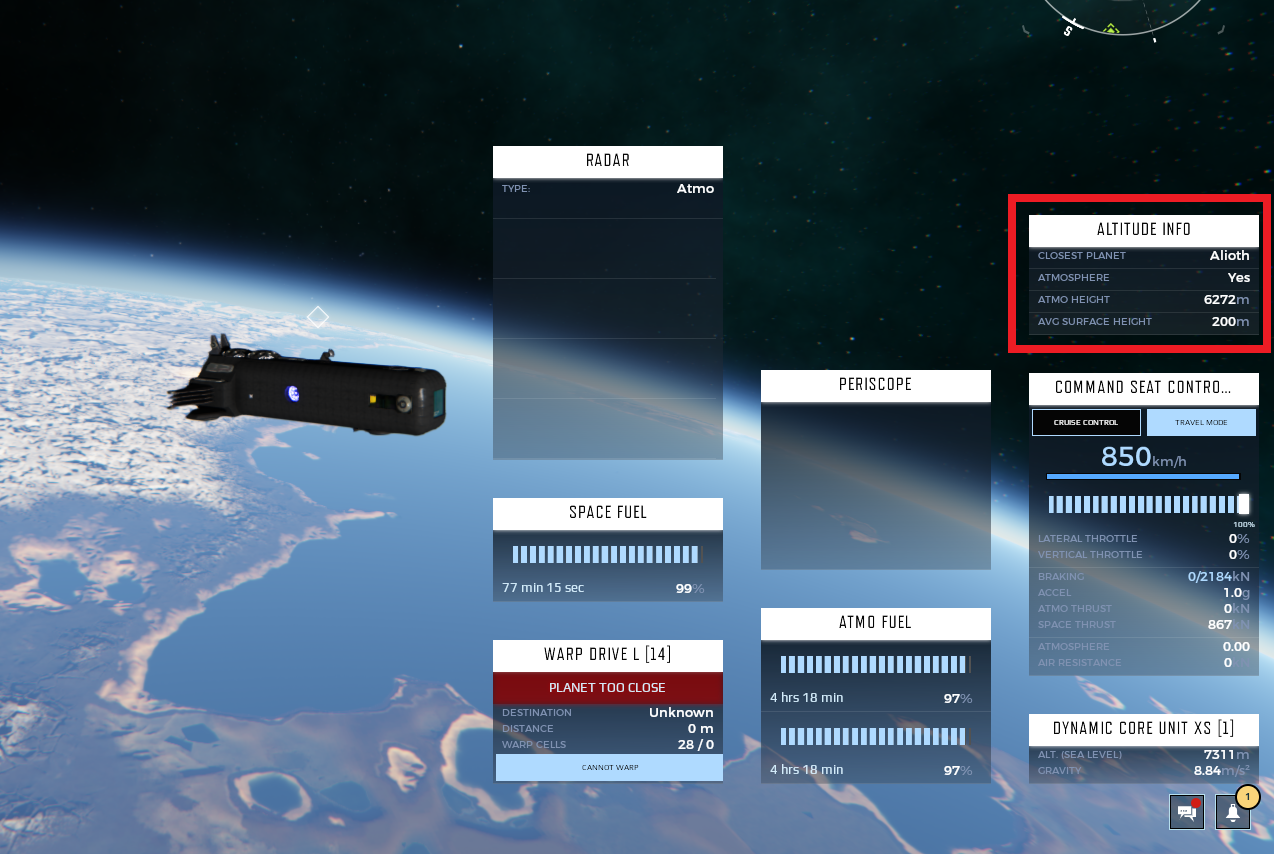 S
RADAR
TYPE: Atmo
ALTITUDE INFO
CLOSEST PLANET Alioth
ATMOSPHERE Yes
ATMO HEIGHT 6272m
AVG SURFACE HEIGHT 200m
PERISCOPE
COMMAND SEAT CONTRO...
CRUISE CONTROL TRAVEL MODE
850km/h
100%
LATERAL THROTTLE 0%
VERTICAL THROTTLE 0%
BRAKING 0/2184kN
ACCEL 1.0g
ATMO THRUST 0kN
SPACE THRUST 867kN
ATMOSPHERE 0.00
AIR RESISTANCE 0
SPACE FUEL
77 min 15 sec 99%
ATMO FUEL
4 hrs 18 min 97%
4 hrs 18 min 97%
WARP DRIVE L [14]
PLANET TOO CLOSE
DESTINATION Unknown
DISTANCE 0 m
WARP CELLS 28 / 0
CANNOT WARP
DYNAMIC CORE UNIT XS [1]
ALT. (SEA LEVEL) 7311m
GRAVITY 8.84m/s²
1